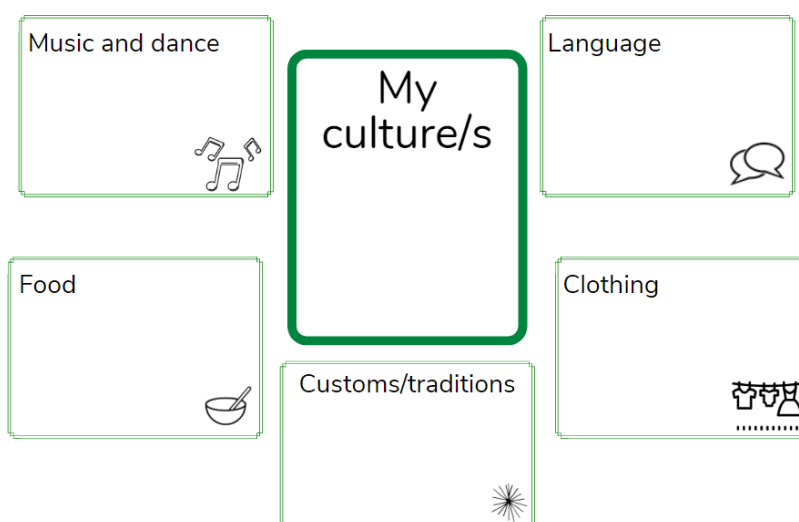 Music and dance
My
culture/s
Language
Food
Clothing
Customs/traditions